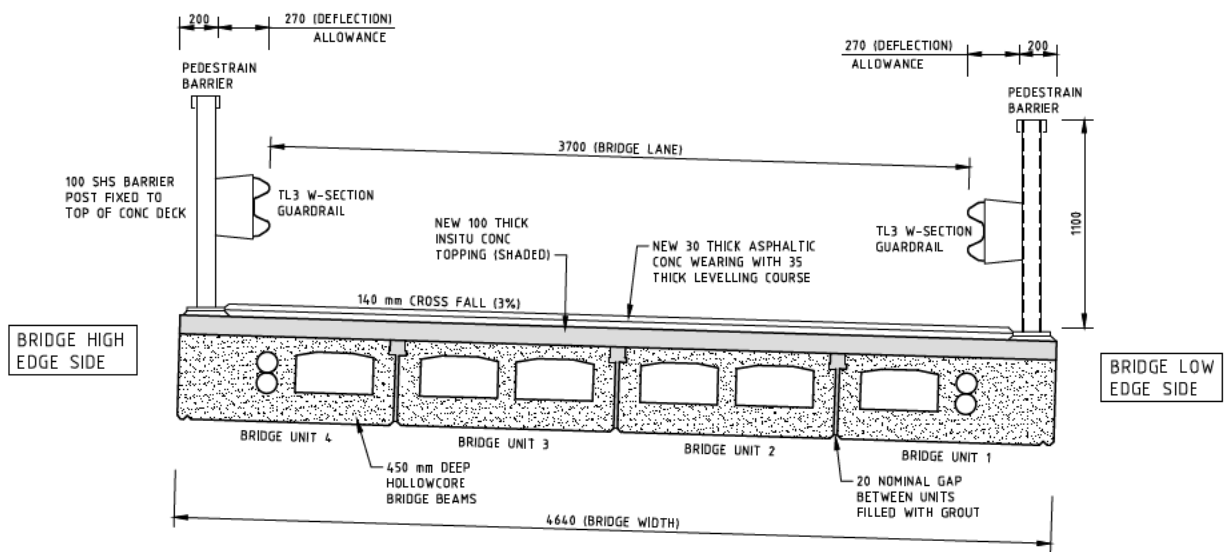 200
270 (DEFLECTION)
ALLOWANCE
270 (DEFLECTION)
ALLOWANCE
200
PEDESTRAIN
BARRIER
PEDESTRAIN
BARRIER
3700 (BRIDGE LANE)
100 SHS BARRIER
POST FIXED TO
TOP OF CONC DECK
TL3 W-SECTION
GUARDRAIL
NEW 100 THICK
INSITU CONC
TOPPING (SHADED)
NEW 30 THICK ASPHALTIC
CONC WEARING WITH 35
THICK LEVELLING COURSE
TL3 W-SECTION
GUARDRAIL
1100
140 mm CROSS FALL (3%)
BRIDGE HIGH
EDGE SIDE
BRIDGE LOW
EDGE SIDE
BRIDGE UNIT 4
BRIDGE UNIT 3
BRIDGE UNIT 2
BRIDGE UNIT 1
450 mm DEEP
HOLLOWCORE
BRIDGE BEAMS
20 NOMINAL GAP
BETWEEN UNITS
FILLED WITH GROUT
4640 (BRIDGE WIDTH)